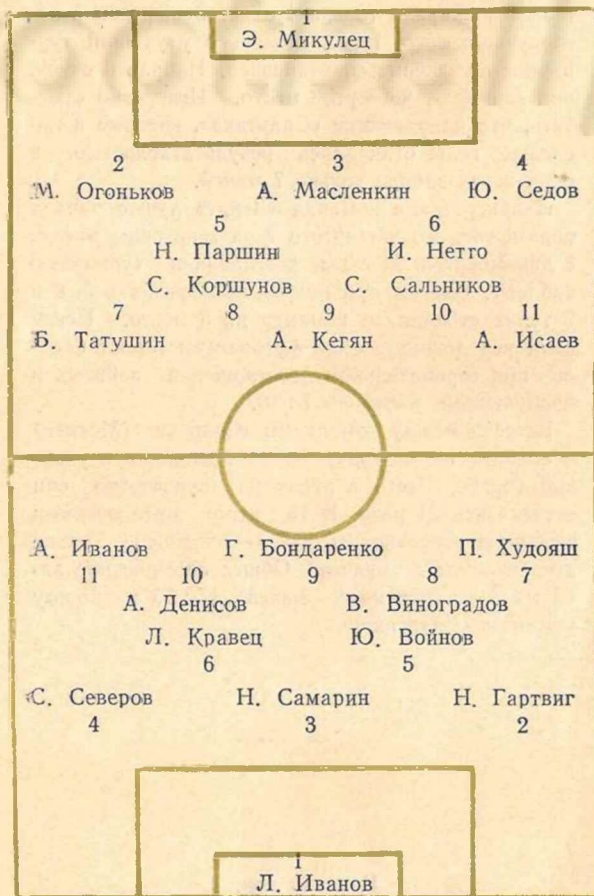 1
Э. Микулец
2 3 4
М. Огоньков А. Масленкин Ю. Седов
5 6
Н. Паршин И. Нетто
С. Коршунов С. Сальников
7 8 9 10 11
Б. Татушин А. Кегян А. Исаев
А. Иванов Г. Бондаренко П. Худояш
11 10 9 8 7
А. Денисов В. Виноградов
Л. Кравец Ю. Войнов
6 5
С. Северов Н. Самарин Н. Гартвиг
4 3 2
1
Л. Иванов